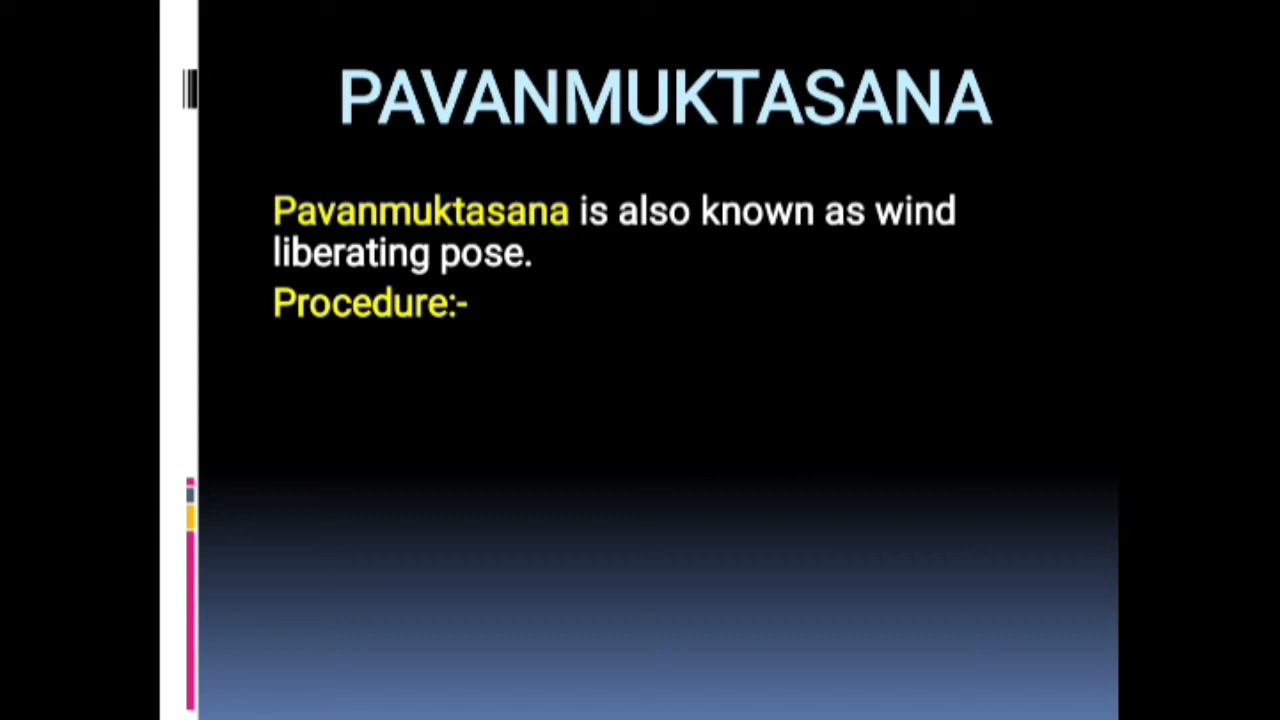 PAVANMUKTASANA
Pavanmuktasana is also known as wind
liberating pose.
Procedure:-